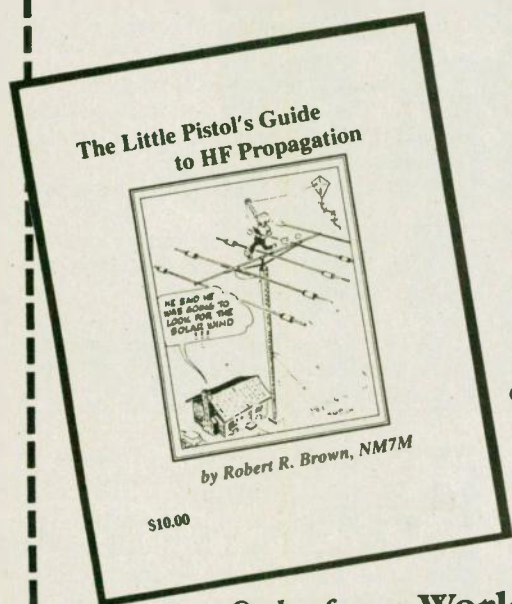 The Little Pistol's Guide
to HF Propagation
HE SAID HE
WAS GOING TO
LOOK FOR THE
SOLAR WIND
!!!
by Robert R. Brown, NM7M
$10.00